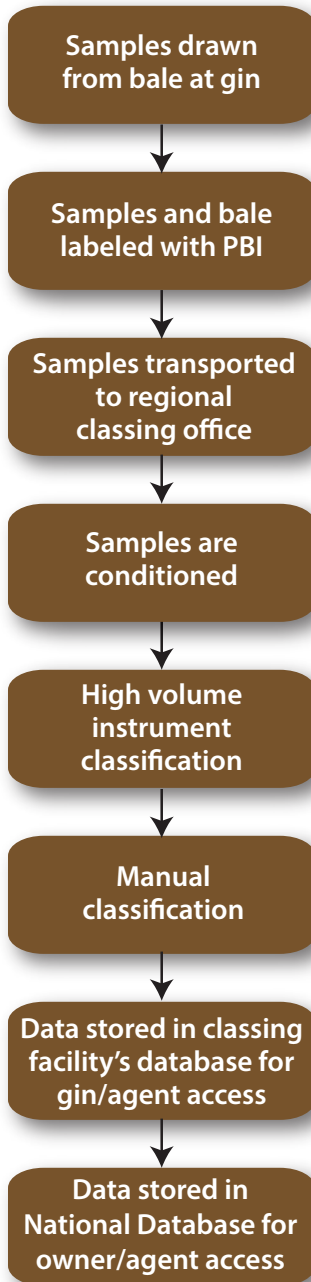 Samples drawn
from bale at gin
Samples and bale
labeled with PBI
Samples transported
to regional
classing office
Samples are
conditioned
High volume
instrument
classification
Manual
classification
Data stored in classing
facility’s database for
gin/agent access
Data stored in
National Database for
owner/agent access